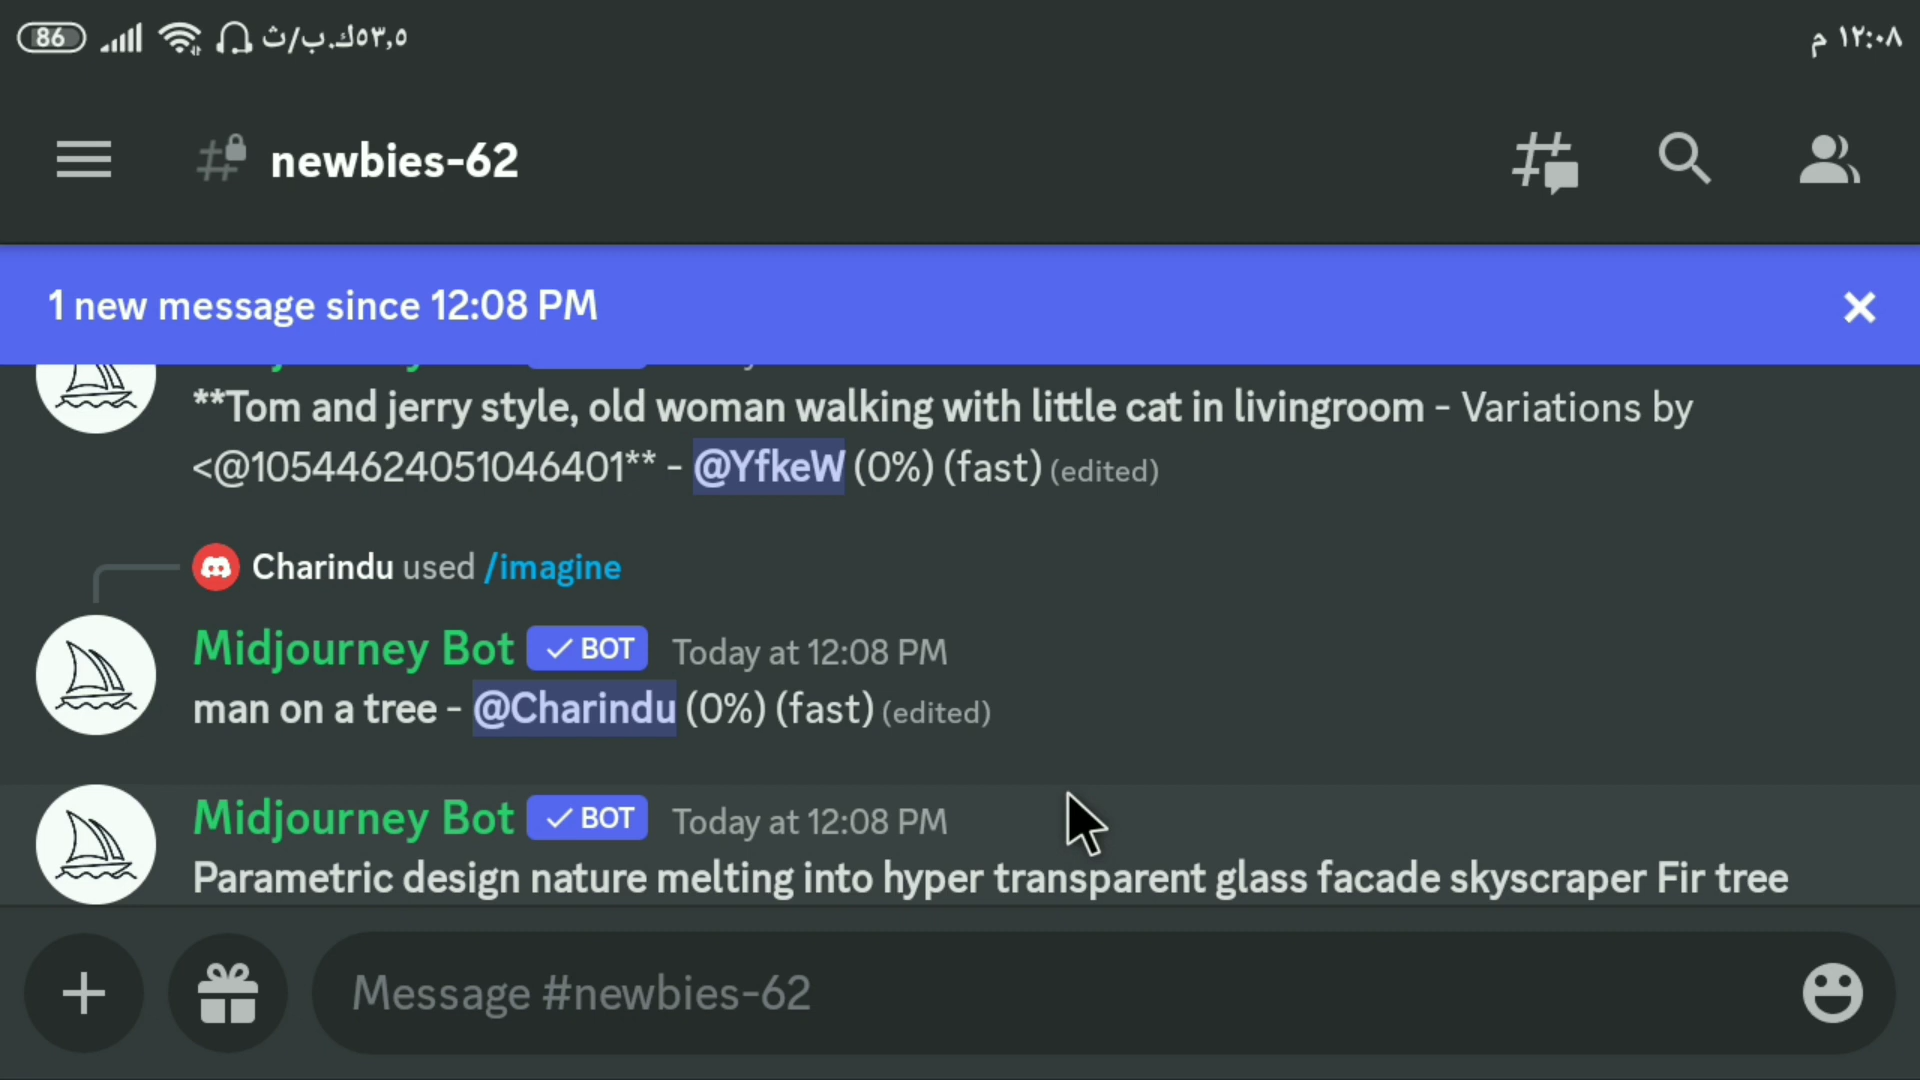 86 ٥٣,٥ك.ب/ث ١٢:٠٨ م
newbies-62
1 new message since 12:08 PM
**Tom and jerry style, old woman walking with little cat in livingroom - Variations by
<@10544624051046401** - @YfkeW (0%) (fast) (edited)
Charindu used /imagine
Midjourney Bot ✓ BOT Today at 12:08 PM
man on a tree - @Charindu (0%) (fast) (edited)
Midjourney Bot ✓ BOT Today at 12:08 PM
Parametric design nature melting into hyper transparent glass facade skyscraper Fir tree
Message #newbies-62